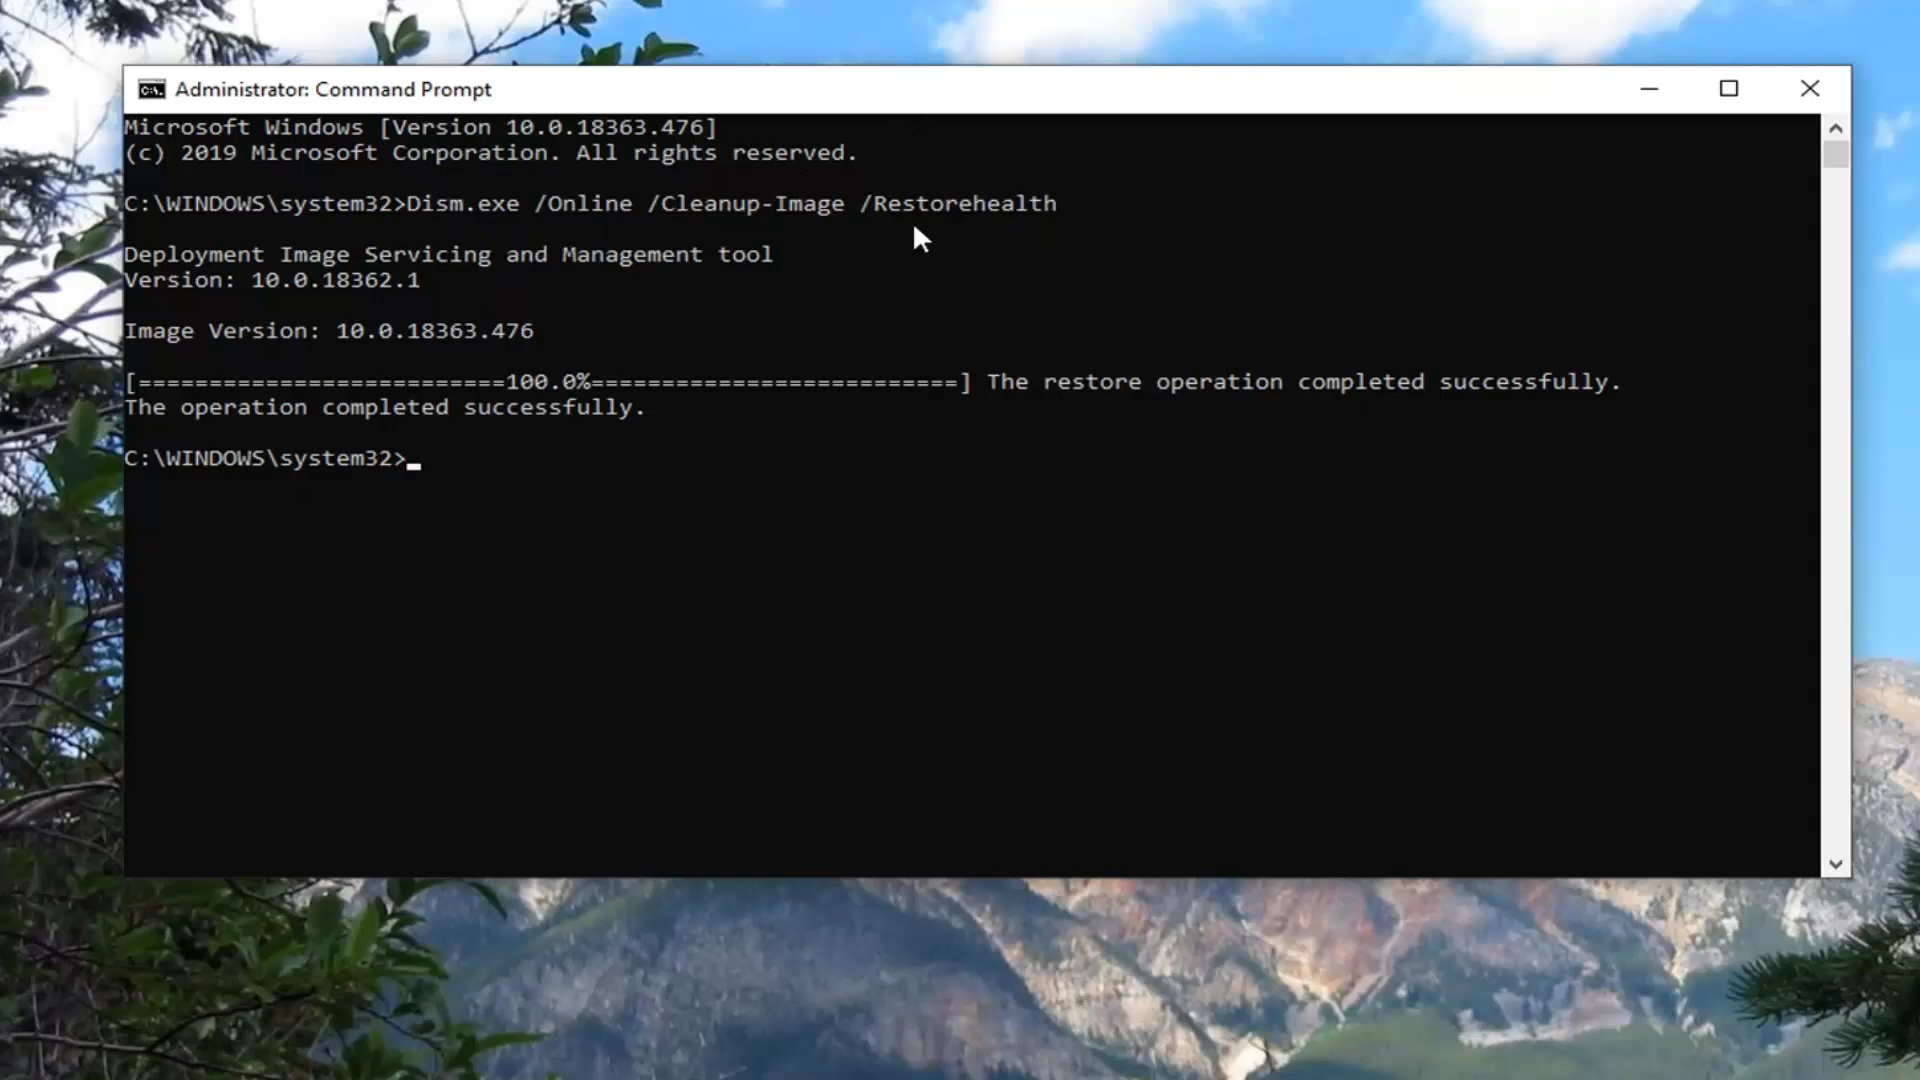 Administrator: Command Prompt
Microsoft Windows [Version 10.0.18363.476]
(c) 2019 Microsoft Corporation. All rights reserved.
C:\WINDOWS\system32>Dism.exe /Online /Cleanup-Image /Restorehealth
Deployment Image Servicing and Management tool
Version: 10.0.18362.1
Image Version: 10.0.18363.476
[==========================100.0%==========================] The restore operation completed successfully.
The operation completed successfully.
C:\WINDOWS\system32>